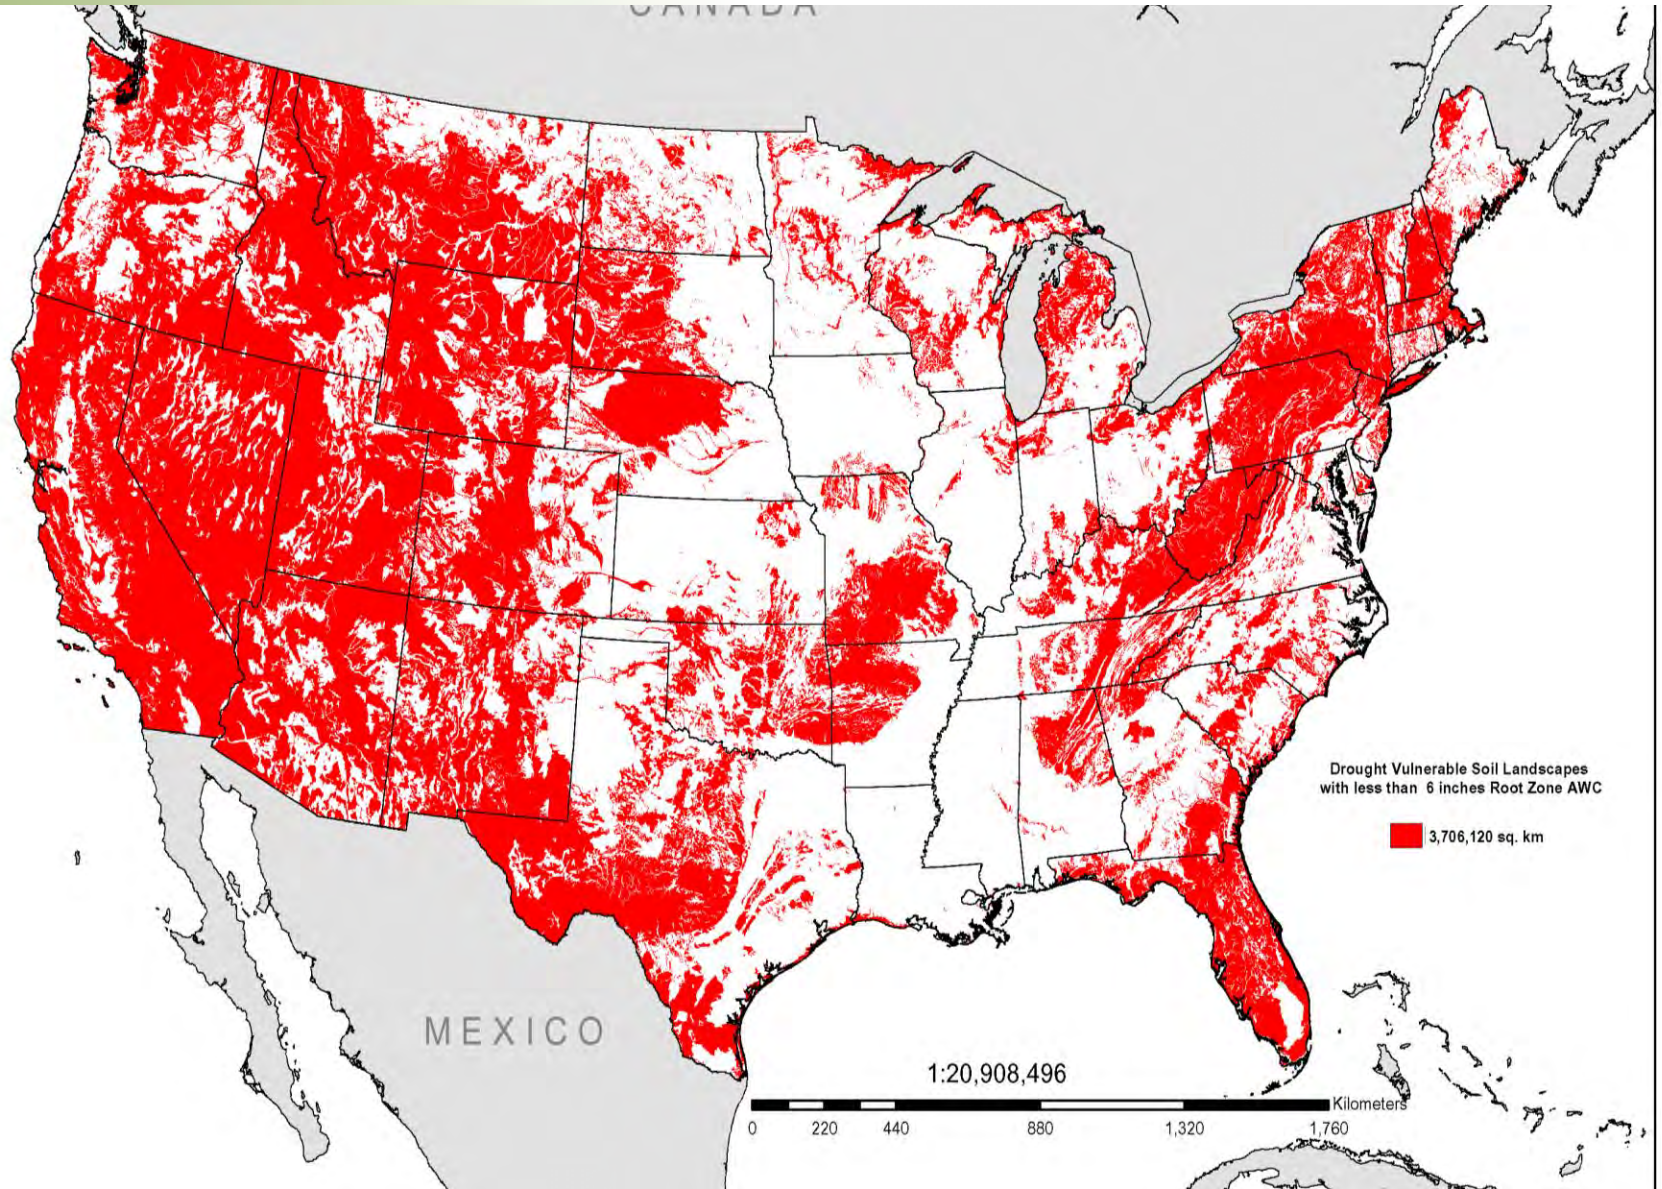 CANADA
Drought Vulnerable Soil Landscapes
with less than 6 inches Root Zone AWC
3,706,120 sq. km
MEXICO
1:20,908,496
Kilometers
0 220 440 880 1,320 1,760